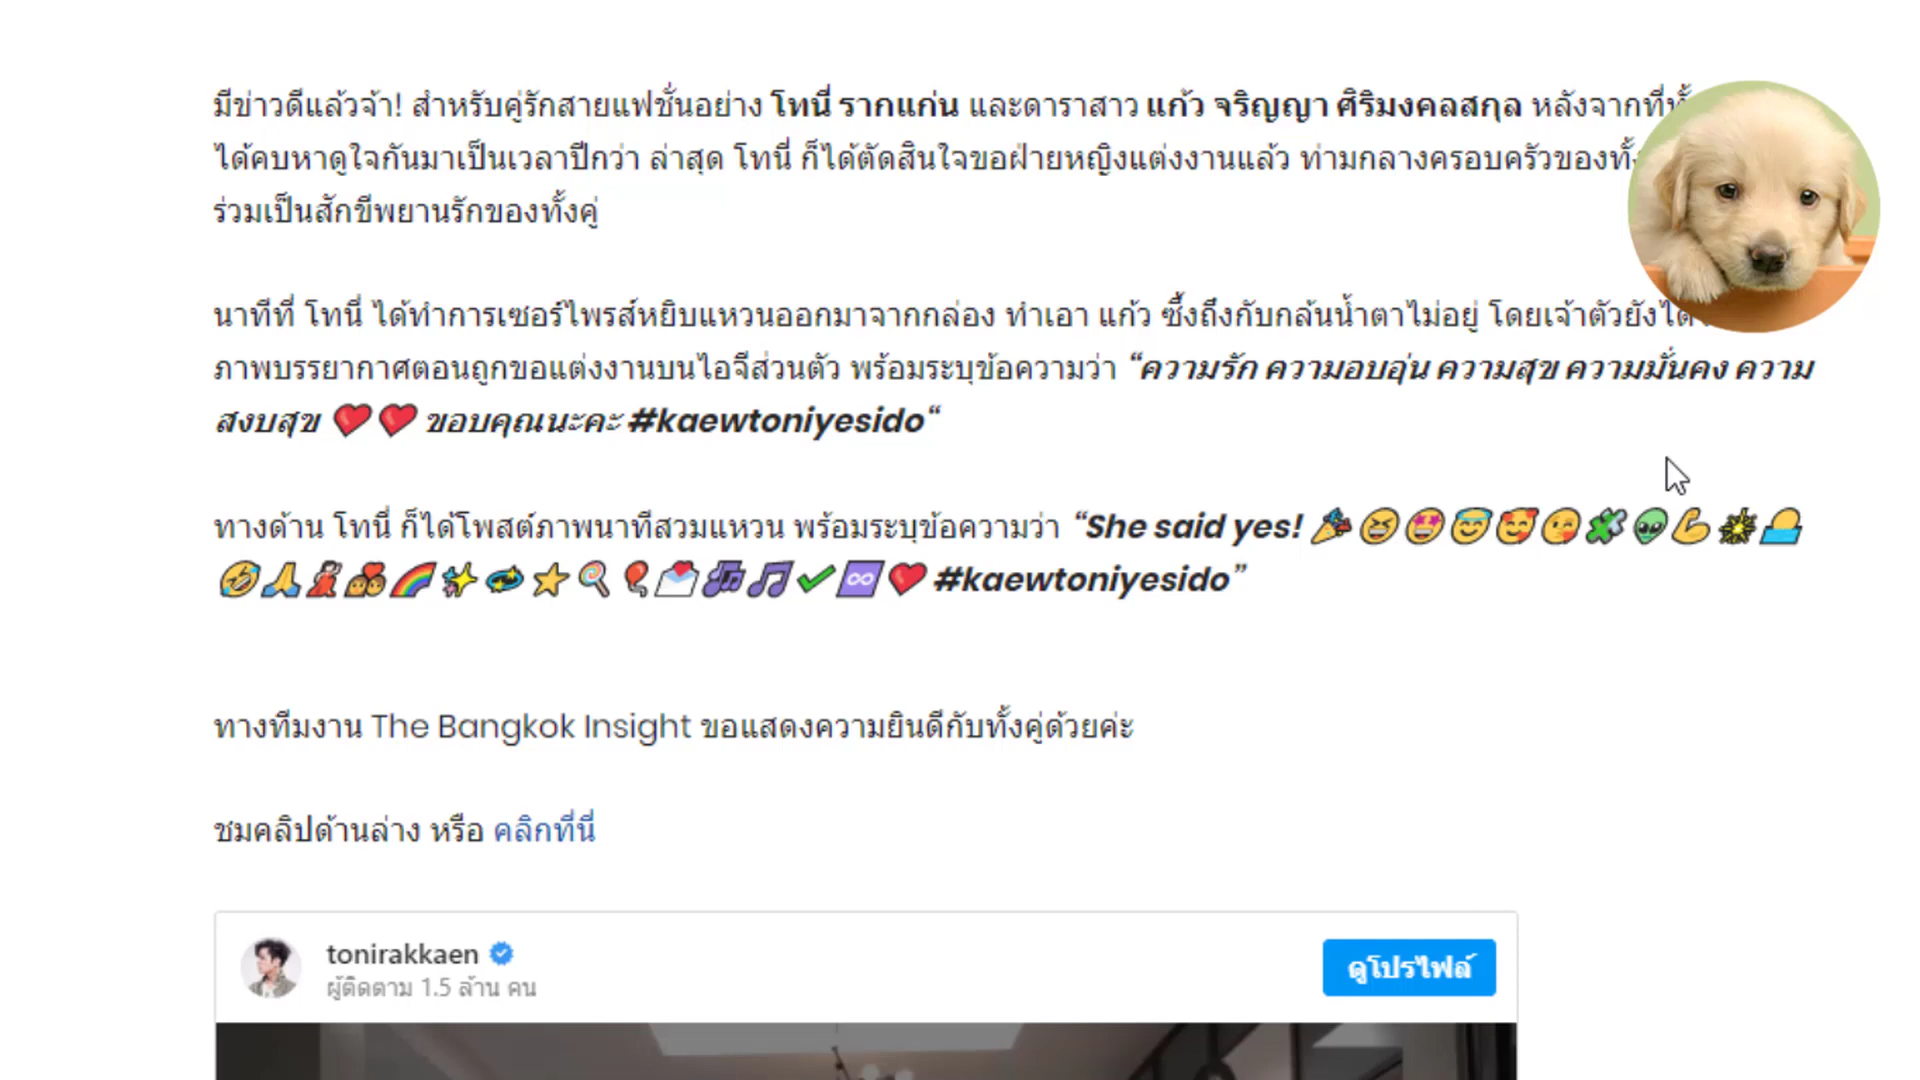 มีข่าวดีแล้วจ้า! สำหรับคู่รักสายแฟชั่นอย่าง โทนี่ รากแก่น และดาราสาว แก้ว จริญญา ศิริมงคลสกุล หลังจากที่
ได้คบหาดูใจกันมาเป็นเวลาปีกว่า ล่าสุด โทนี่ ก็ได้ตัดสินใจขอฝ่ายหญิงแต่งงานแล้ว ท่ามกลางครอบครัวของ
ร่วมเป็นสักขีพยานรักของทั้งคู่
นาทีที่ โทนี่ ได้ทำการเซอร์ไพรส์หยิบแหวนออกมาจากกล่อง ทำเอา แก้ว ซึ้งถึงกับกลั้นน้ำตาไม่อยู่ โดยเจ้าตัวยังได้
ภาพบรรยากาศตอนถูกขอแต่งงานบนไอจีส่วนตัว พร้อมระบุข้อความว่า “ความรัก ความอบอุ่น ความสุข ความมั่นคง ความ
สงบสุข ❤️❤️ ขอบคุณนะคะ #kaewtoniyesido“
ทางด้าน โทนี่ ก็ได้โพสต์ภาพนาทีสวมแหวน พร้อมระบุข้อความว่า “She said yes! 🎉😆🤩😇🥰😘🧩👽💪
🤣🙏💃💑🌈✨💫⭐🍭🎈💌🎶🎵✔️♾️❤️ #kaewtoniyesido”
ทางทีมงาน The Bangkok Insight ขอแสดงความยินดีกับทั้งคู่ด้วยค่ะ
ชมคลิปด้านล่าง หรือ คลิกที่นี่
tonirakkaen
ดูโปรไฟล์
ผู้ติดตาม 1.5 ล้าน คน